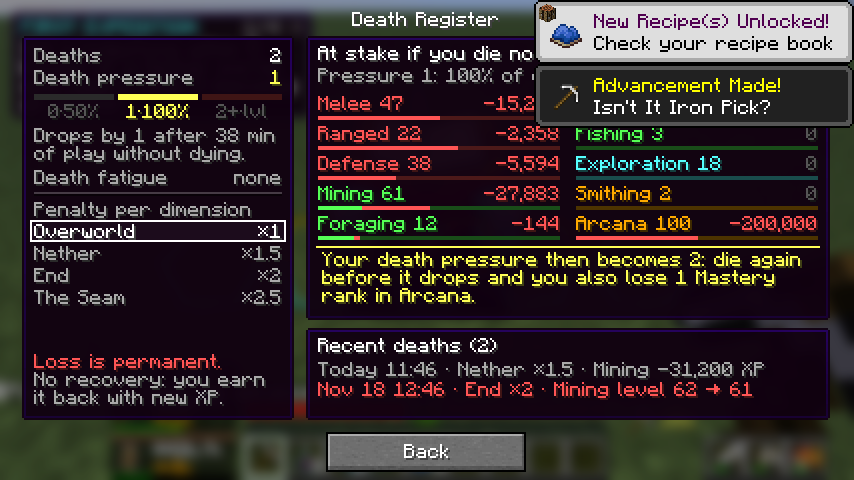 Death Register
New Recipe(s) Unlocked!
Check your recipe book
Advancement Made!
Isn't It Iron Pick?
Deaths 2
Death pressure 1
0·50% 1·100% 2+·lvl
Drops by 1 after 38 min
of play without dying.
Death fatigue none
Penalty per dimension
Overworld ×1
Nether ×1.5
End ×2
The Seam ×2.5
Loss is permanent.
No recovery: you earn
it back with new XP.
At stake if you die
Pressure 1: 100% of
Melee 47
Ranged 22 -2,358
Defense 38 -5,594
Mining 61 -27,883
Foraging 12 -144
Fishing 3 0
Exploration 18 0
Smithing 2 0
Arcana 100 -200,000
Your death pressure then becomes 2: die again
before it drops and you also lose 1 Mastery
rank in Arcana.
Recent deaths (2)
Today 11:46 · Nether ×1.5 · Mining -31,200 XP
Nov 18 12:46 · End ×2 · Mining level 62 → 61
Back